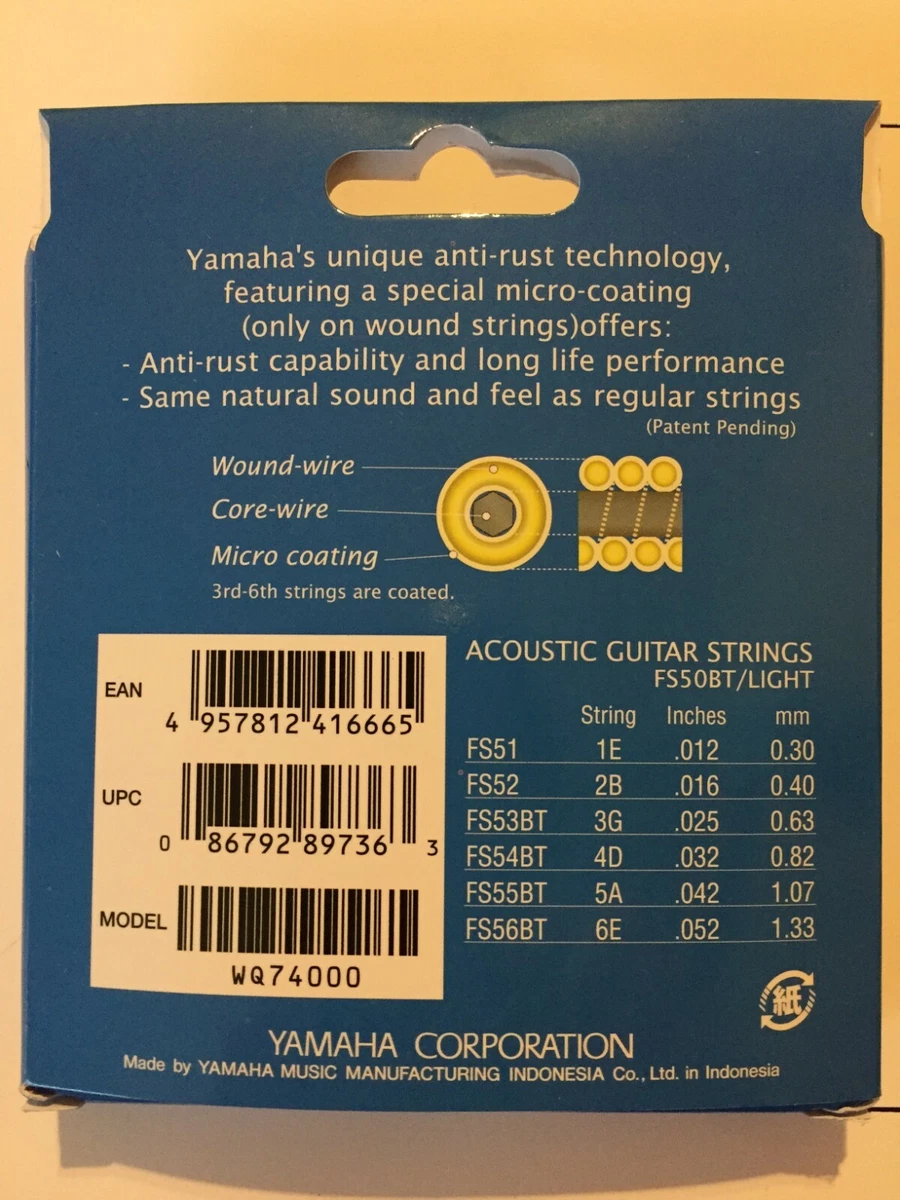 Yamaha's unique anti-rust technology,
featuring a special micro-coating
(only on wound strings)offers:
- Anti-rust capability and long life performance
- Same natural sound and feel as regular strings
(Patent Pending)
Wound-wire
Core-wire
Micro coating
3rd-6th strings are coated.
EAN
4 957812 416665
UPC
0 86792 89736 3
MODEL
WQ74000
ACOUSTIC GUITAR STRINGS
FS50BT/LIGHT
String Inches mm
FS51 1E .012 0.30
FS52 2B .016 0.40
FS53BT 3G .025 0.63
FS54BT 4D .032 0.82
FS55BT 5A .042 1.07
FS56BT 6E .052 1.33
紙
YAMAHA CORPORATION
Made by YAMAHA MUSIC MANUFACTURING INDONESIA Co., Ltd. in Indonesia